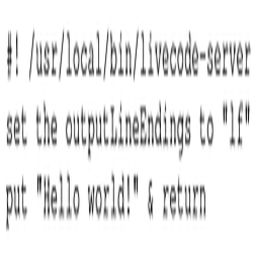 #! /usr/local/bin/livecode-server
set the outputLineEndings to "lf"
put "Hello world!" & return